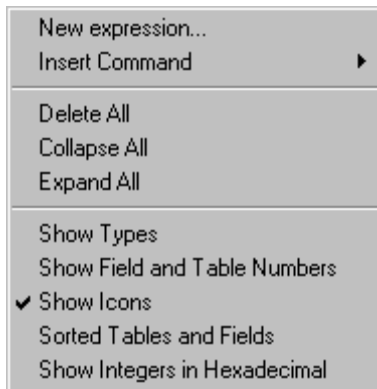 New expression...
Insert Command
Delete All
Collapse All
Expand All
Show Types
Show Field and Table Numbers
Show Icons
Sorted Tables and Fields
Show Integers in Hexadecimal